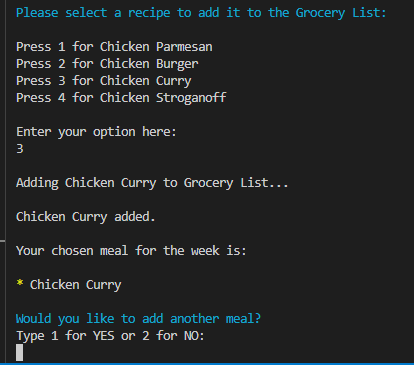 Please select a recipe to add it to the Grocery List:
Press 1 for Chicken Parmesan
Press 2 for Chicken Burger
Press 3 for Chicken Curry
Press 4 for Chicken Stroganoff
Enter your option here:
3
Adding Chicken Curry to Grocery List...
Chicken Curry added.
Your chosen meal for the week is:
* Chicken Curry
Would you like to add another meal?
Type 1 for YES or 2 for NO: